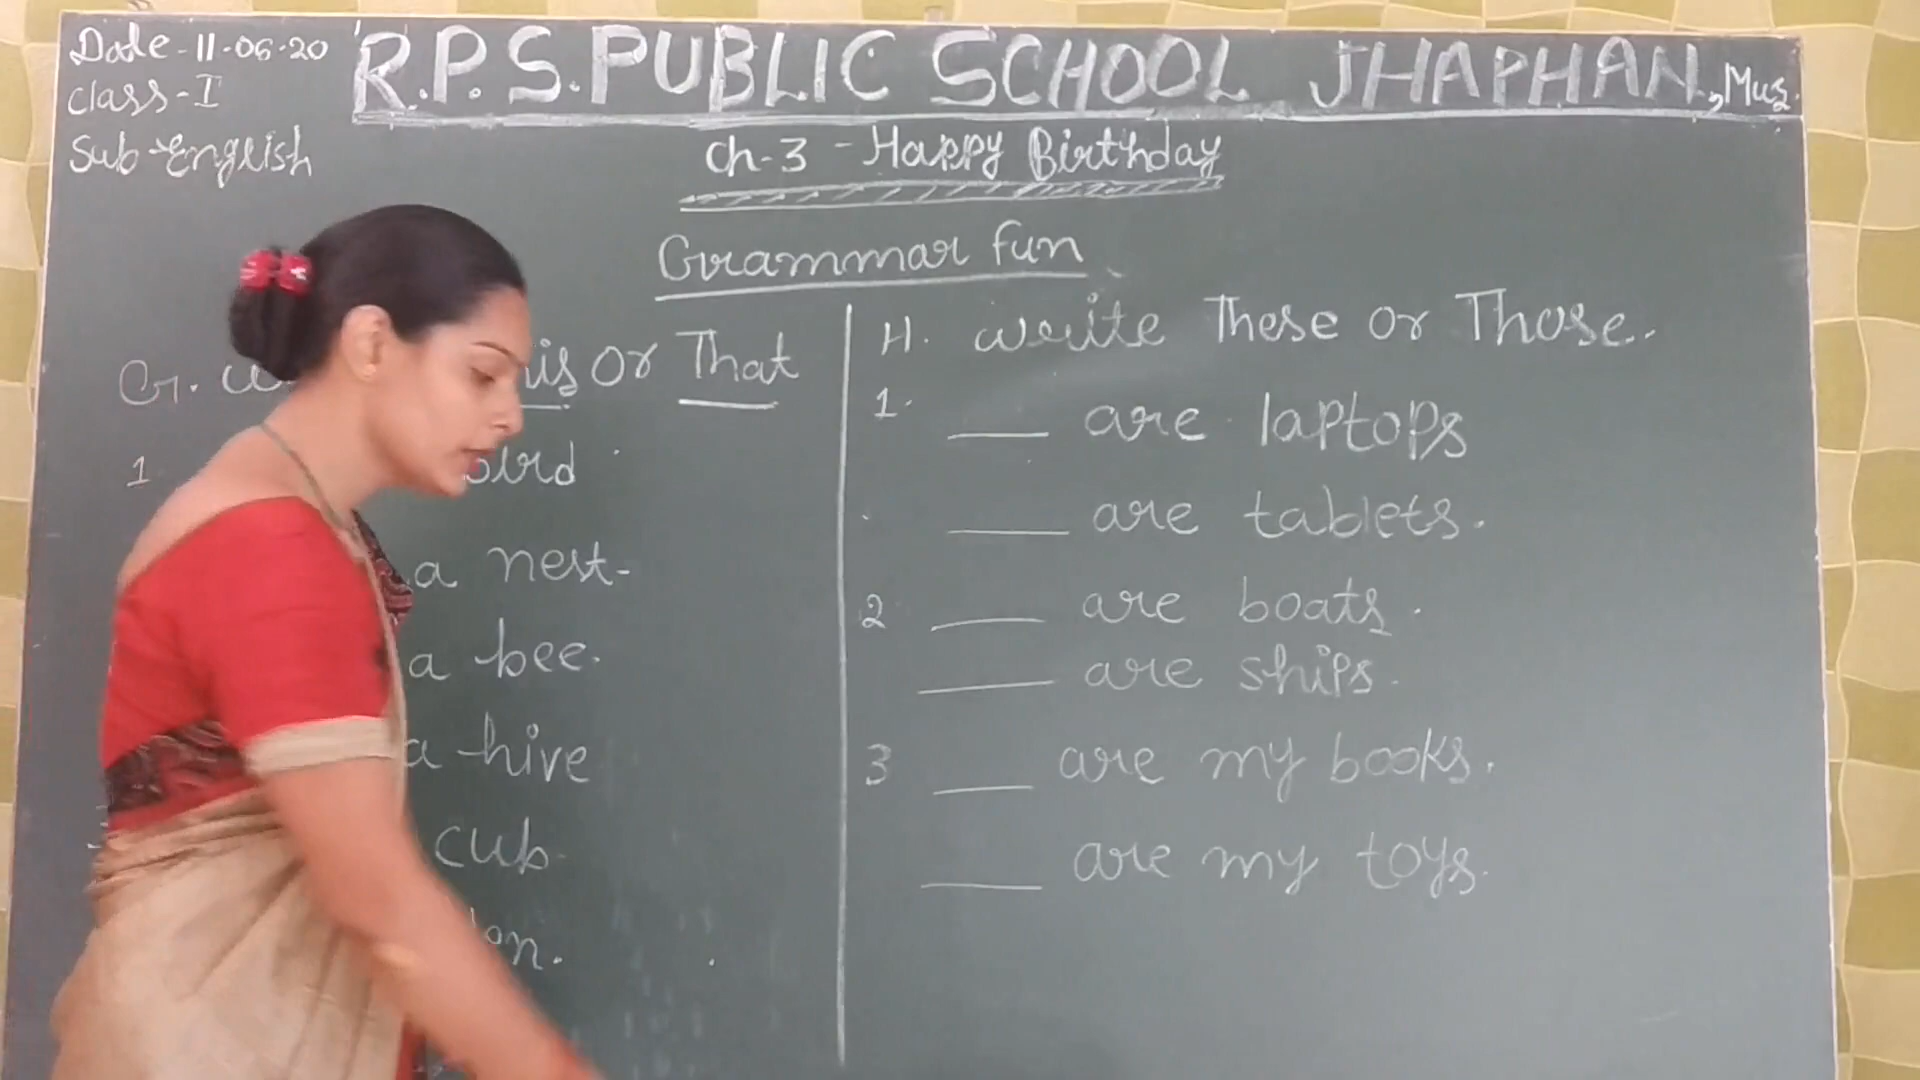 Date-11-06-20
Class-I
Sub-English
R.P.S. PUBLIC SCHOOL JHAPHAN, Muz.
Ch-3 - Happy Birthday
Grammar fun
G. or That
1
a nest.
a bee.
a hive
cub.
H. write These or Those.
1. ___ are laptops
___ are tablets.
2 ___ are boats.
___ are ships.
3 ___ are my books.
___ are my toys.